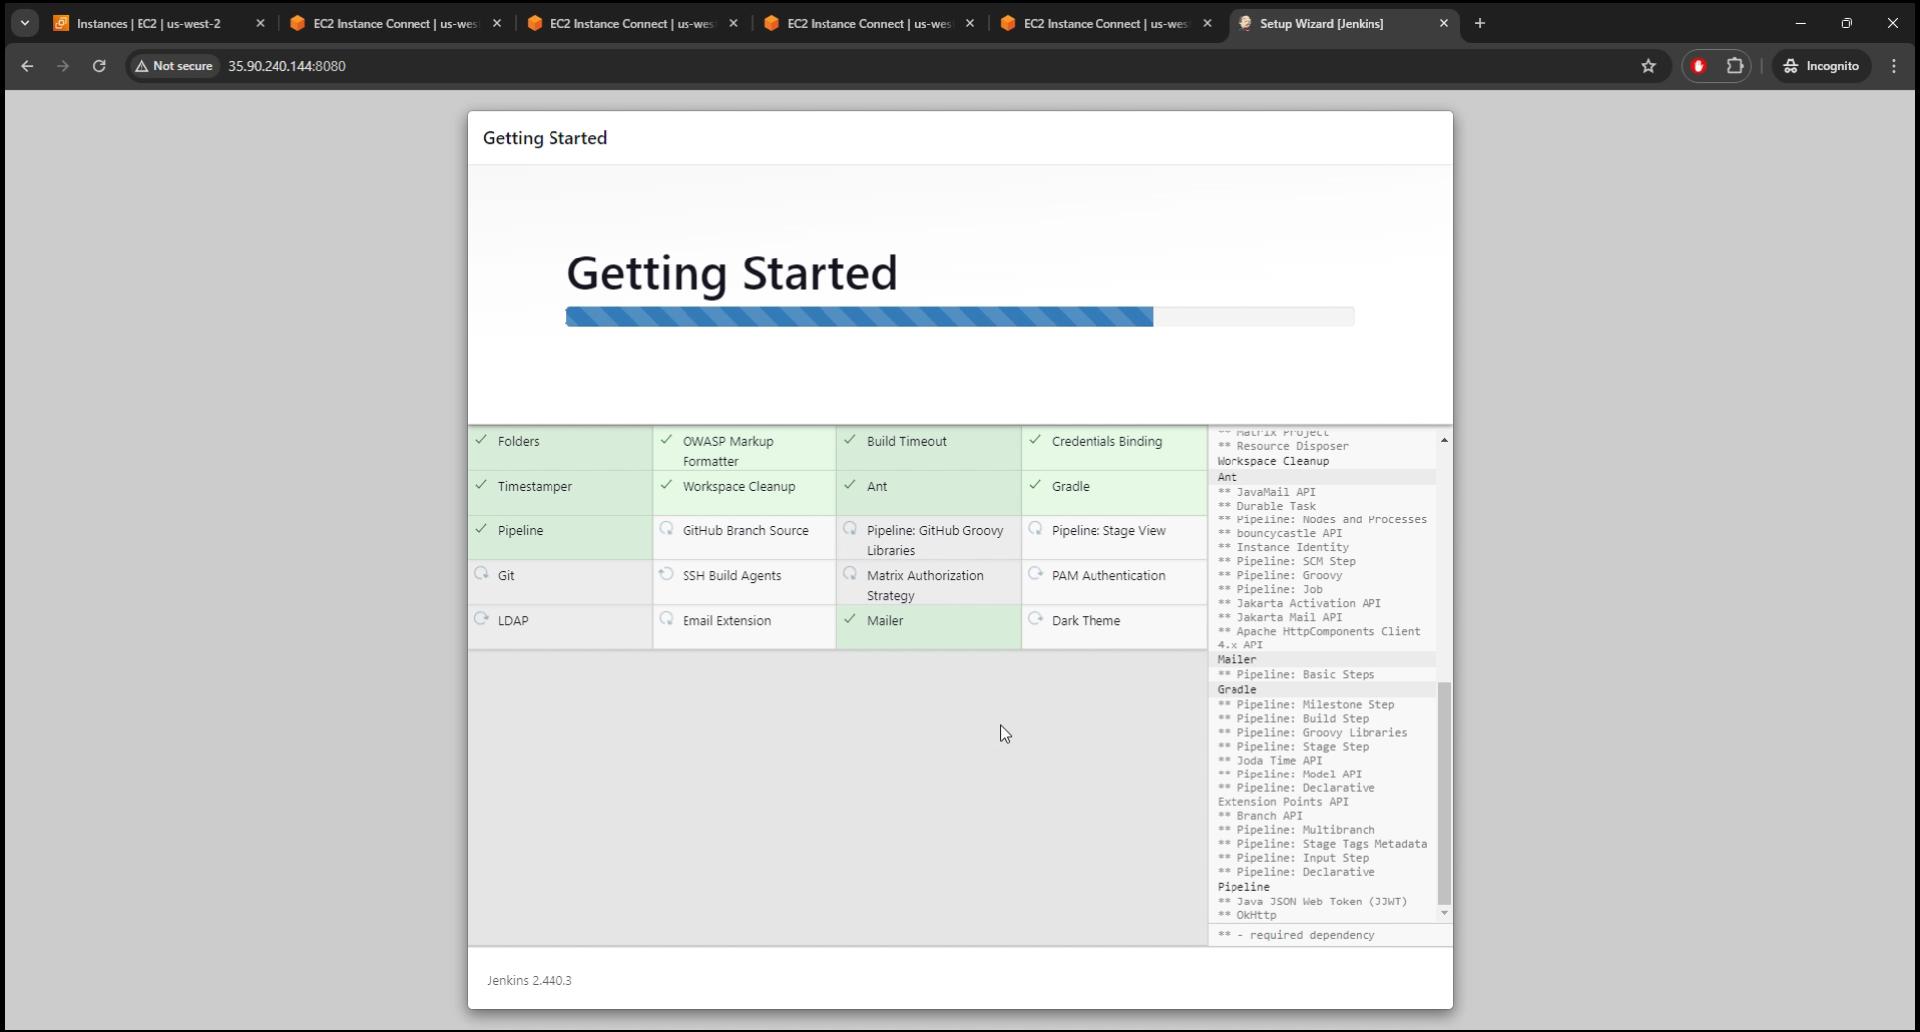 Instances | EC2 | us-west-2
EC2 Instance Connect | us-wes
EC2 Instance Connect | us-wes
EC2 Instance Connect | us-wes
EC2 Instance Connect | us-wes
Setup Wizard [Jenkins]
Not secure
35.90.240.144:8080
Incognito
Getting Started
Getting Started
Folders
OWASP Markup
Formatter
Build Timeout
Credentials Binding
Timestamper
Workspace Cleanup
Ant
Gradle
Pipeline
GitHub Branch Source
Pipeline: GitHub Groovy
Libraries
Pipeline: Stage View
Git
SSH Build Agents
Matrix Authorization
Strategy
PAM Authentication
LDAP
Email Extension
Mailer
Dark Theme
** Matrix Project
** Resource Disposer
Workspace Cleanup
Ant
** JavaMail API
** Durable Task
** Pipeline: Nodes and Processes
** bouncycastle API
** Instance Identity
** Pipeline: SCM Step
** Pipeline: Groovy
** Pipeline: Job
** Jakarta Activation API
** Jakarta Mail API
** Apache HttpComponents Client
4.x API
Mailer
** Pipeline: Basic Steps
Gradle
** Pipeline: Milestone Step
** Pipeline: Build Step
** Pipeline: Groovy Libraries
** Pipeline: Stage Step
** Joda Time API
** Pipeline: Model API
** Pipeline: Declarative
Extension Points API
** Branch API
** Pipeline: Multibranch
** Pipeline: Stage Tags Metadata
** Pipeline: Input Step
** Pipeline: Declarative
Pipeline
** Java JSON Web Token (JJWT)
** OkHttp
** - required dependency
Jenkins 2.440.3